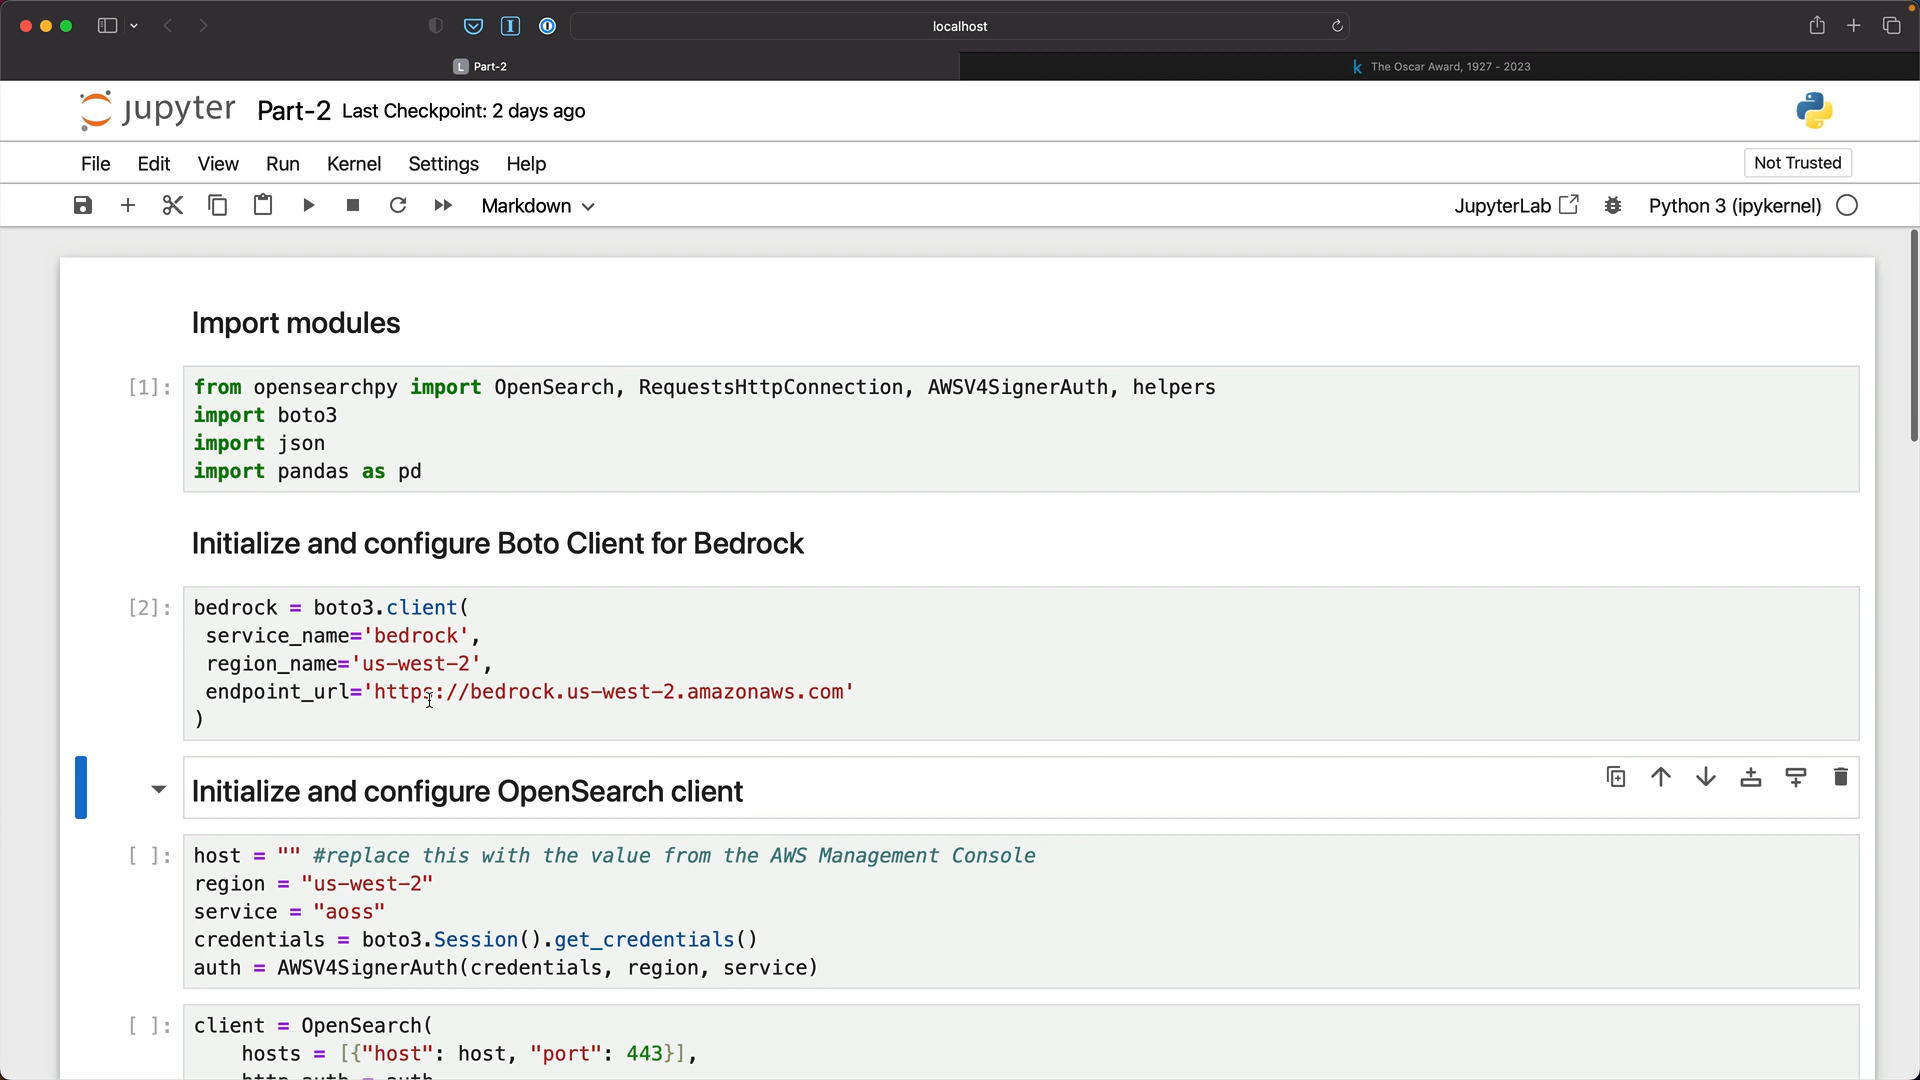 localhost
L Part-2
k The Oscar Award, 1927 - 2023
jupyter Part-2 Last Checkpoint: 2 days ago
File Edit View Run Kernel Settings Help
Not Trusted
Markdown
JupyterLab
Python 3 (ipykernel)
Import modules
[1]: from opensearchpy import OpenSearch, RequestsHttpConnection, AWSV4SignerAuth, helpers
import boto3
import json
import pandas as pd
Initialize and configure Boto Client for Bedrock
[2]: bedrock = boto3.client(
service_name='bedrock',
region_name='us-west-2',
endpoint_url='https://bedrock.us-west-2.amazonaws.com'
)
Initialize and configure OpenSearch client
[ ]: host = "" #replace this with the value from the AWS Management Console
region = "us-west-2"
service = "aoss"
credentials = boto3.Session().get_credentials()
auth = AWSV4SignerAuth(credentials, region, service)
[ ]: client = OpenSearch(
hosts = [{"host": host, "port": 443}],
http_auth = auth